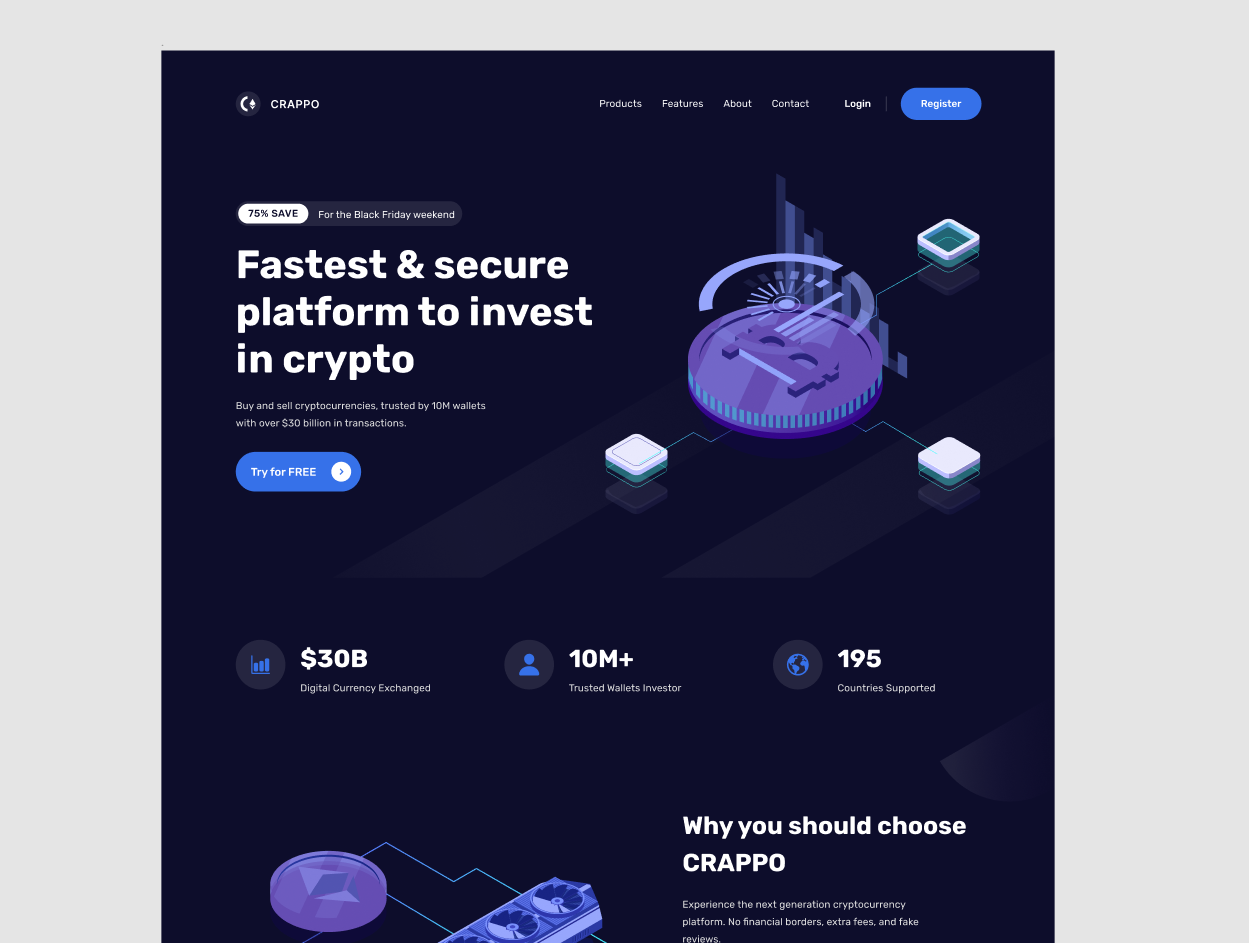 CRAPPO
Products Features About Contact Login Register
75% SAVE For the Black Friday weekend
Fastest & secure
platform to invest
in crypto
Buy and sell cryptocurrencies, trusted by 10M wallets
with over $30 billion in transactions.
Try for FREE
$30B
Digital Currency Exchanged
10M+
Trusted Wallets Investor
195
Countries Supported
Why you should choose
CRAPPO
Experience the next generation cryptocurrency
platform. No financial borders, extra fees, and fake
reviews.